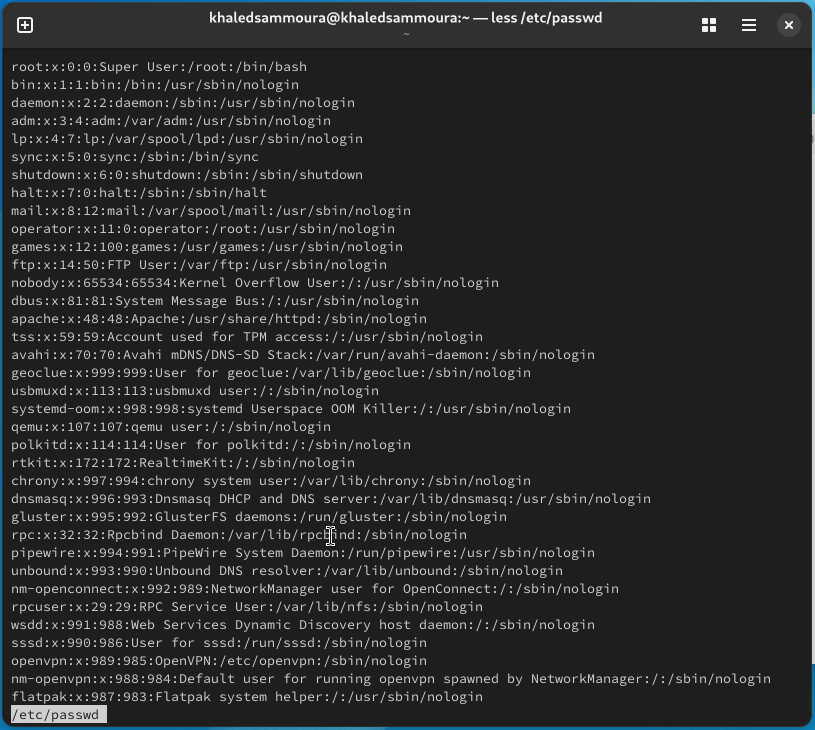 khaledsammoura@khaledsammoura:~ — less /etc/passwd
~
root:x:0:0:Super User:/root:/bin/bash
bin:x:1:1:bin:/bin:/usr/sbin/nologin
daemon:x:2:2:daemon:/sbin:/usr/sbin/nologin
adm:x:3:4:adm:/var/adm:/usr/sbin/nologin
lp:x:4:7:lp:/var/spool/lpd:/usr/sbin/nologin
sync:x:5:0:sync:/sbin:/bin/sync
shutdown:x:6:0:shutdown:/sbin:/sbin/shutdown
halt:x:7:0:halt:/sbin:/sbin/halt
mail:x:8:12:mail:/var/spool/mail:/usr/sbin/nologin
operator:x:11:0:operator:/root:/usr/sbin/nologin
games:x:12:100:games:/usr/games:/usr/sbin/nologin
ftp:x:14:50:FTP User:/var/ftp:/usr/sbin/nologin
nobody:x:65534:65534:Kernel Overflow User:/:/usr/sbin/nologin
dbus:x:81:81:System Message Bus:/:/usr/sbin/nologin
apache:x:48:48:Apache:/usr/share/httpd:/sbin/nologin
tss:x:59:59:Account used for TPM access:/:/usr/sbin/nologin
avahi:x:70:70:Avahi mDNS/DNS-SD Stack:/var/run/avahi-daemon:/sbin/nologin
geoclue:x:999:999:User for geoclue:/var/lib/geoclue:/sbin/nologin
usbmuxd:x:113:113:usbmuxd user:/:/sbin/nologin
systemd-oom:x:998:998:systemd Userspace OOM Killer:/:/usr/sbin/nologin
qemu:x:107:107:qemu user:/:/sbin/nologin
polkitd:x:114:114:User for polkitd:/:/sbin/nologin
rtkit:x:172:172:RealtimeKit:/:/sbin/nologin
chrony:x:997:994:chrony system user:/var/lib/chrony:/sbin/nologin
dnsmasq:x:996:993:Dnsmasq DHCP and DNS server:/var/lib/dnsmasq:/usr/sbin/nologin
gluster:x:995:992:GlusterFS daemons:/run/gluster:/sbin/nologin
rpc:x:32:32:Rpcbind Daemon:/var/lib/rpcbind:/sbin/nologin
pipewire:x:994:991:PipeWire System Daemon:/run/pipewire:/usr/sbin/nologin
unbound:x:993:990:Unbound DNS resolver:/var/lib/unbound:/sbin/nologin
nm-openconnect:x:992:989:NetworkManager user for OpenConnect:/:/sbin/nologin
rpcuser:x:29:29:RPC Service User:/var/lib/nfs:/sbin/nologin
wsdd:x:991:988:Web Services Dynamic Discovery host daemon:/:/sbin/nologin
sssd:x:990:986:User for sssd:/run/sssd:/sbin/nologin
openvpn:x:989:985:OpenVPN:/etc/openvpn:/sbin/nologin
nm-openvpn:x:988:984:Default user for running openvpn spawned by NetworkManager:/:/sbin/nologin
flatpak:x:987:983:Flatpak system helper:/:/usr/sbin/nologin
/etc/passwd